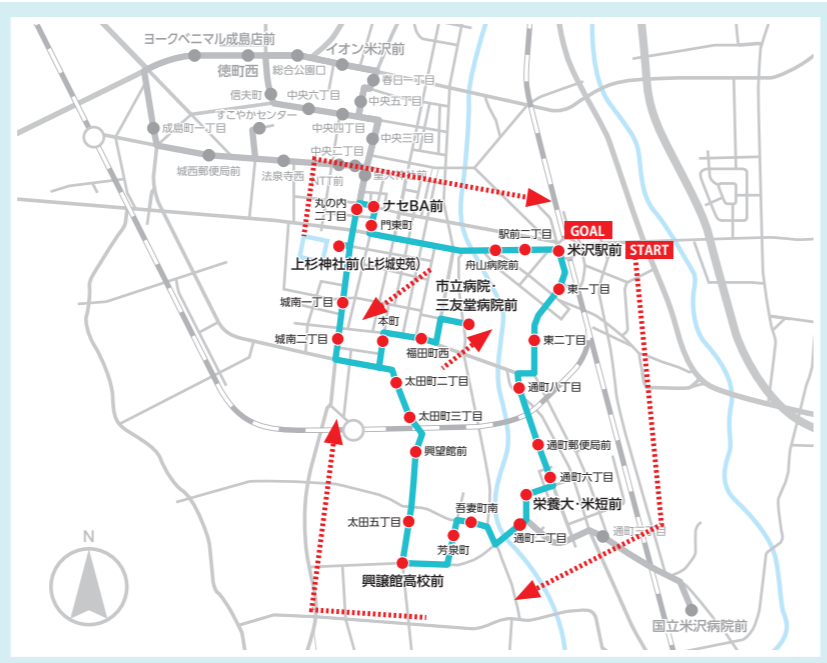 ヨークベニマル成島店前
徳町西
総合公園口
イオン米沢前
春日一丁目
信夫町
中央六丁目
中央五丁目
すこやかセンター
中央四丁目
成島町一丁目
中央三丁目
中央二丁目
城西郵便局前
法泉寺西
NTT前
丸の内
二丁目
ナセBA前
門東町
GOAL
駅前二丁目
米沢駅前
START
舟山病院前
上杉神社前(上杉城史苑)
市立病院・
三友堂病院前
東一丁目
城南一丁目
本町
城南二丁目
東二丁目
福田町西
太田町二丁目
通町八丁目
太田町三丁目
通町郵便局前
興望館前
通町六丁目
栄養大・米短前
吾妻町南
太田五丁目
通町二丁目
芳泉町
興譲館高校前
国立米沢病院前
N